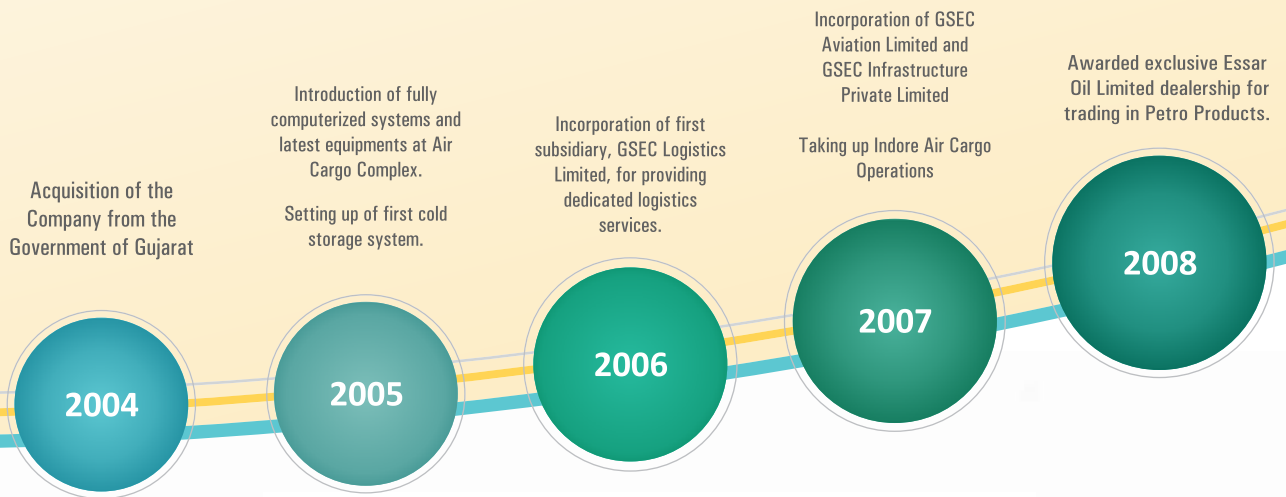 Acquisition of the
Company from the
Government of Gujarat
2004
Introduction of fully
computerized systems and
latest equipments at Air
Cargo Complex.
Setting up of first cold
storage system.
2005
Incorporation of first
subsidiary, GSEC Logistics
Limited, for providing
dedicated logistics
services.
2006
Incorporation of GSEC
Aviation Limited and
GSEC Infrastructure
Private Limited
Taking up Indore Air Cargo
Operations
2007
Awarded exclusive Essar
Oil Limited dealership for
trading in Petro Products.
2008